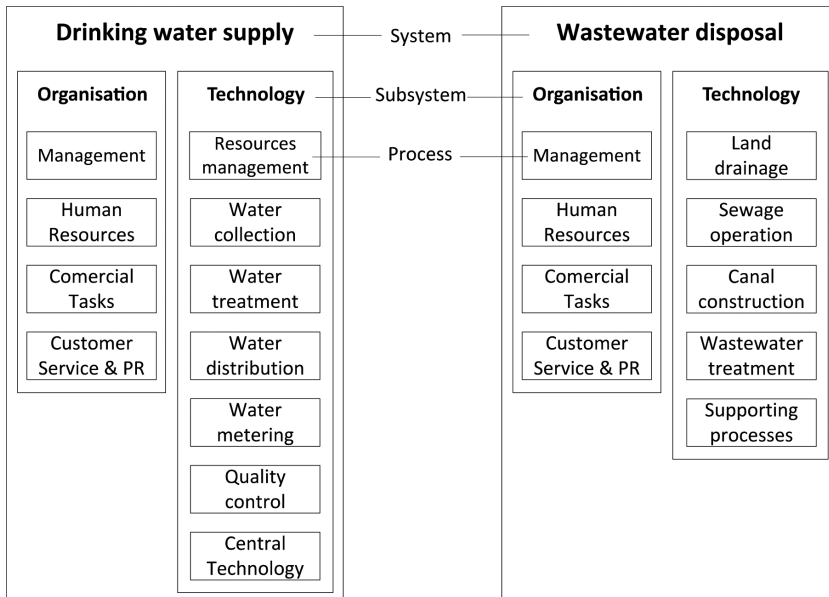 Drinking water supply
System
Wastewater disposal
Organisation
Technology
Subsystem
Organisation
Technology
Management
Resources
management
Process
Management
Land
drainage
Human
Resources
Water
collection
Human
Resources
Sewage
operation
Comercial
Tasks
Water
treatment
Comercial
Tasks
Canal
construction
Customer
Service & PR
Water
distribution
Customer
Service & PR
Wastewater
treatment
Water
metering
Supporting
processes
Quality
control
Central
Technology